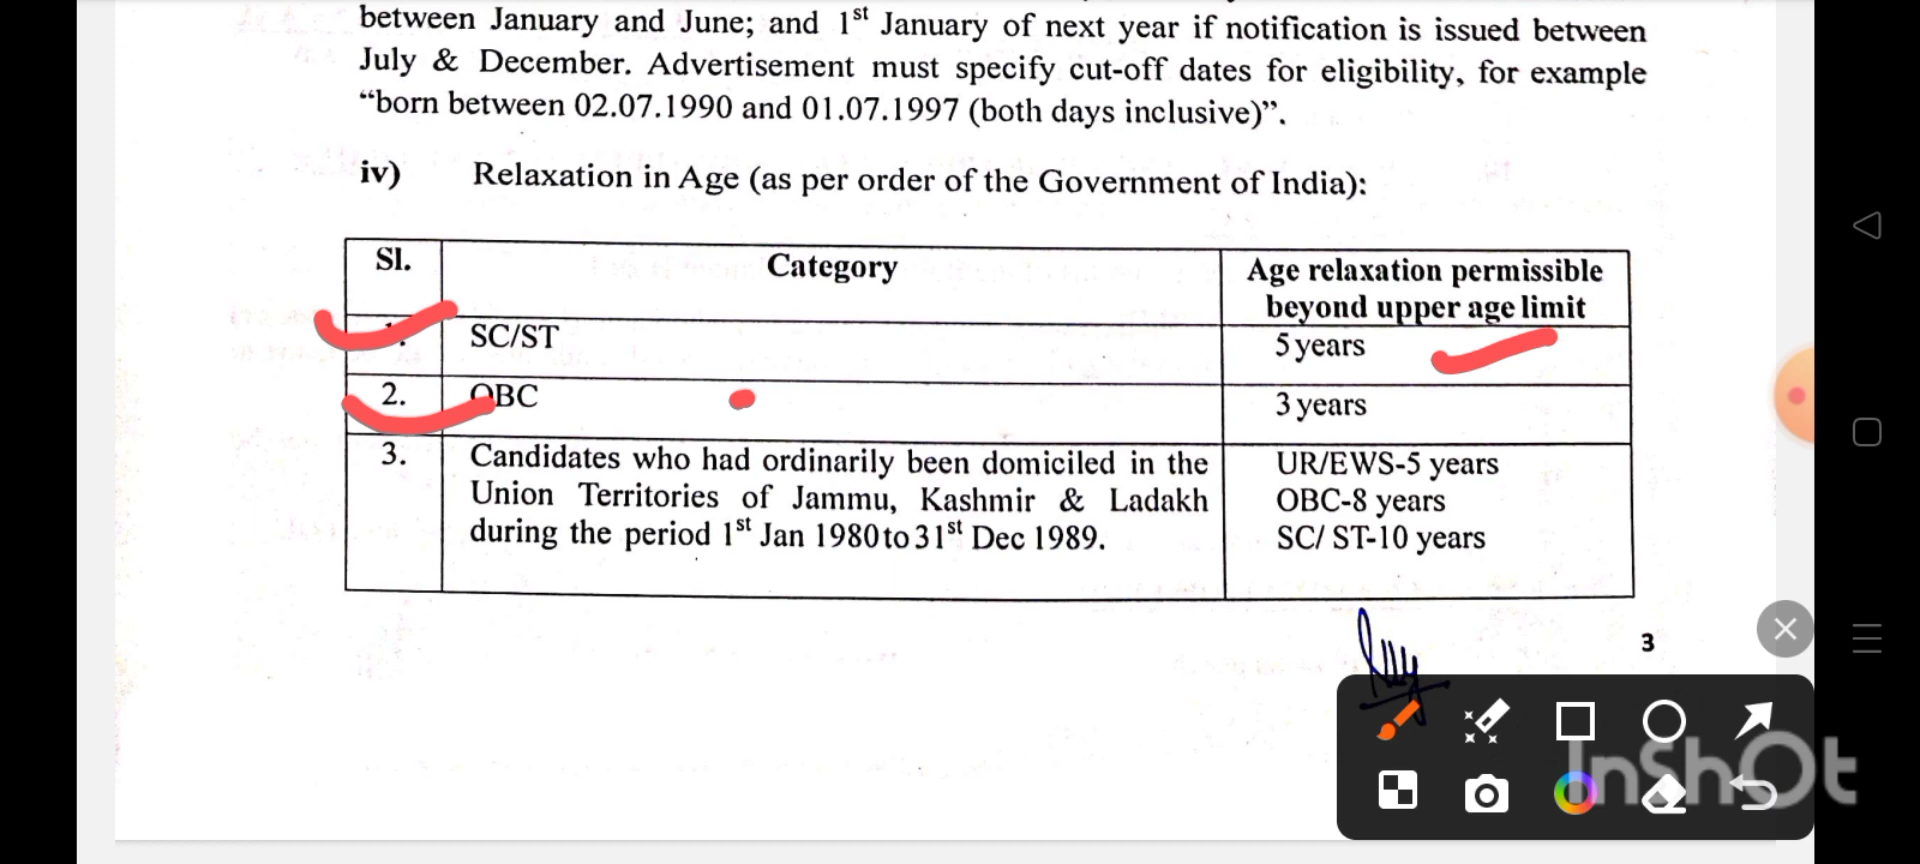 between January and June; and 1st January of next year if notification is issued between
July & December. Advertisement must specify cut-off dates for eligibility, for example
“born between 02.07.1990 and 01.07.1997 (both days inclusive)”.
iv) Relaxation in Age (as per order of the Government of India):
Sl. Category Age relaxation permissible
beyond upper age limit
SC/ST 5 years
2. OBC 3 years
3. Candidates who had ordinarily been domiciled in the UR/EWS-5 years
Union Territories of Jammu, Kashmir & Ladakh OBC-8 years
during the period 1st Jan 1980 to 31st Dec 1989. SC/ ST-10 years
3
InShOt